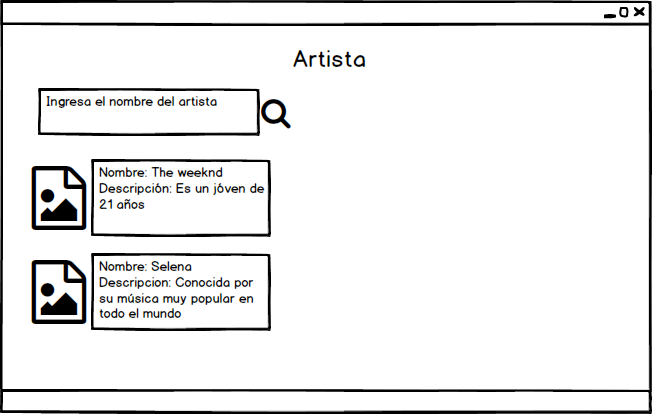 Artista
Ingresa el nombre del artista
Nombre: The weeknd
Descripción: Es un jóven de
21 años
Nombre: Selena
Descripcion: Conocida por
su música muy popular en
todo el mundo